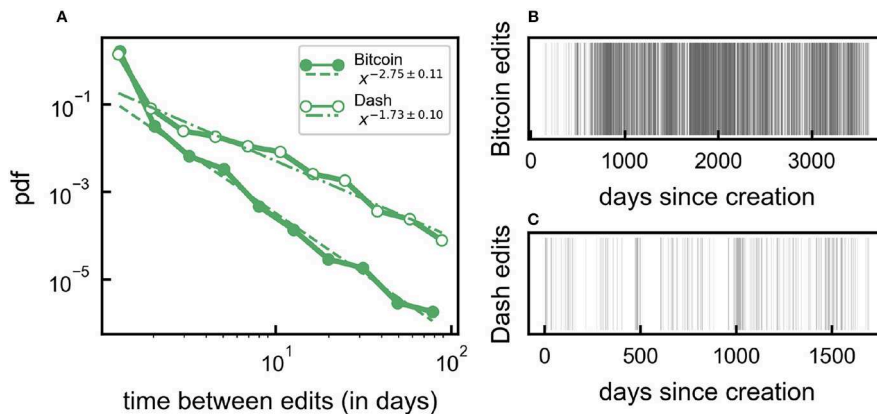 A
Bitcoin
x^{-2.75 ± 0.11}
Dash
x^{-1.73 ± 0.10}
pdf
10^{-1}
10^{-3}
10^{-5}
10^{1}
10^{2}
time between edits (in days)
B
Bitcoin edits
0
1000
2000
3000
days since creation
C
Dash edits
0
500
1000
1500
days since creation